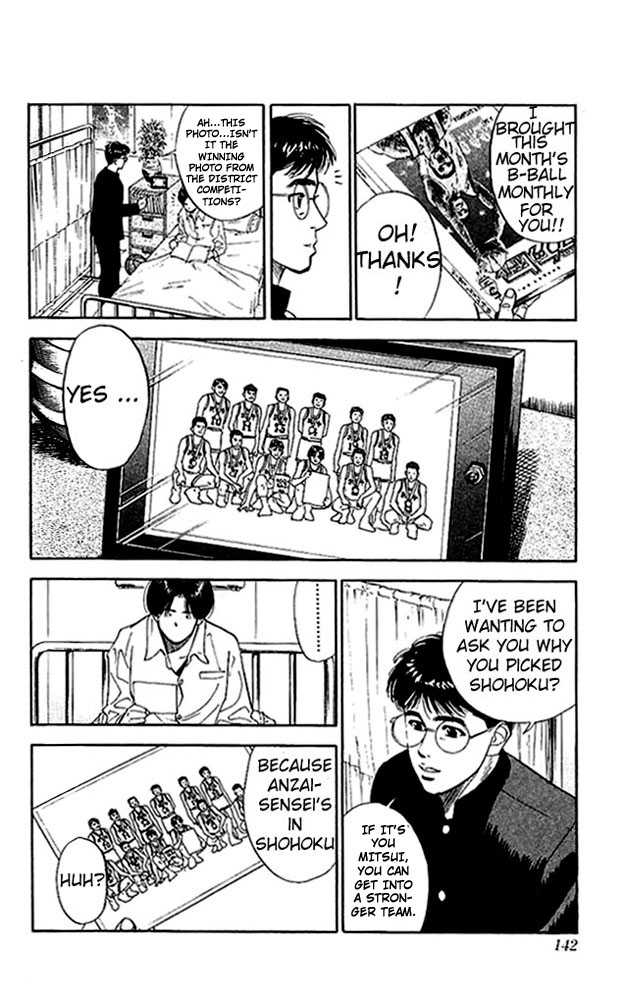 I
BROUGHT
THIS
MONTH'S
B-BALL
MONTHLY
FOR
YOU!!
OH!
THANKS
!
AH...THIS
PHOTO...ISN'T
IT THE
WINNING
PHOTO FROM
THE DISTRICT
COMPETI-
TIONS?
YES ...
I'VE BEEN
WANTING TO
ASK YOU WHY
YOU PICKED
SHOHOKU?
IF IT'S
YOU
MITSUI,
YOU CAN
GET INTO
A STRON-
GER TEAM.
.........
BECAUSE
ANZAI-
SENSEI'S
IN
SHOHOKU
HUH?
142